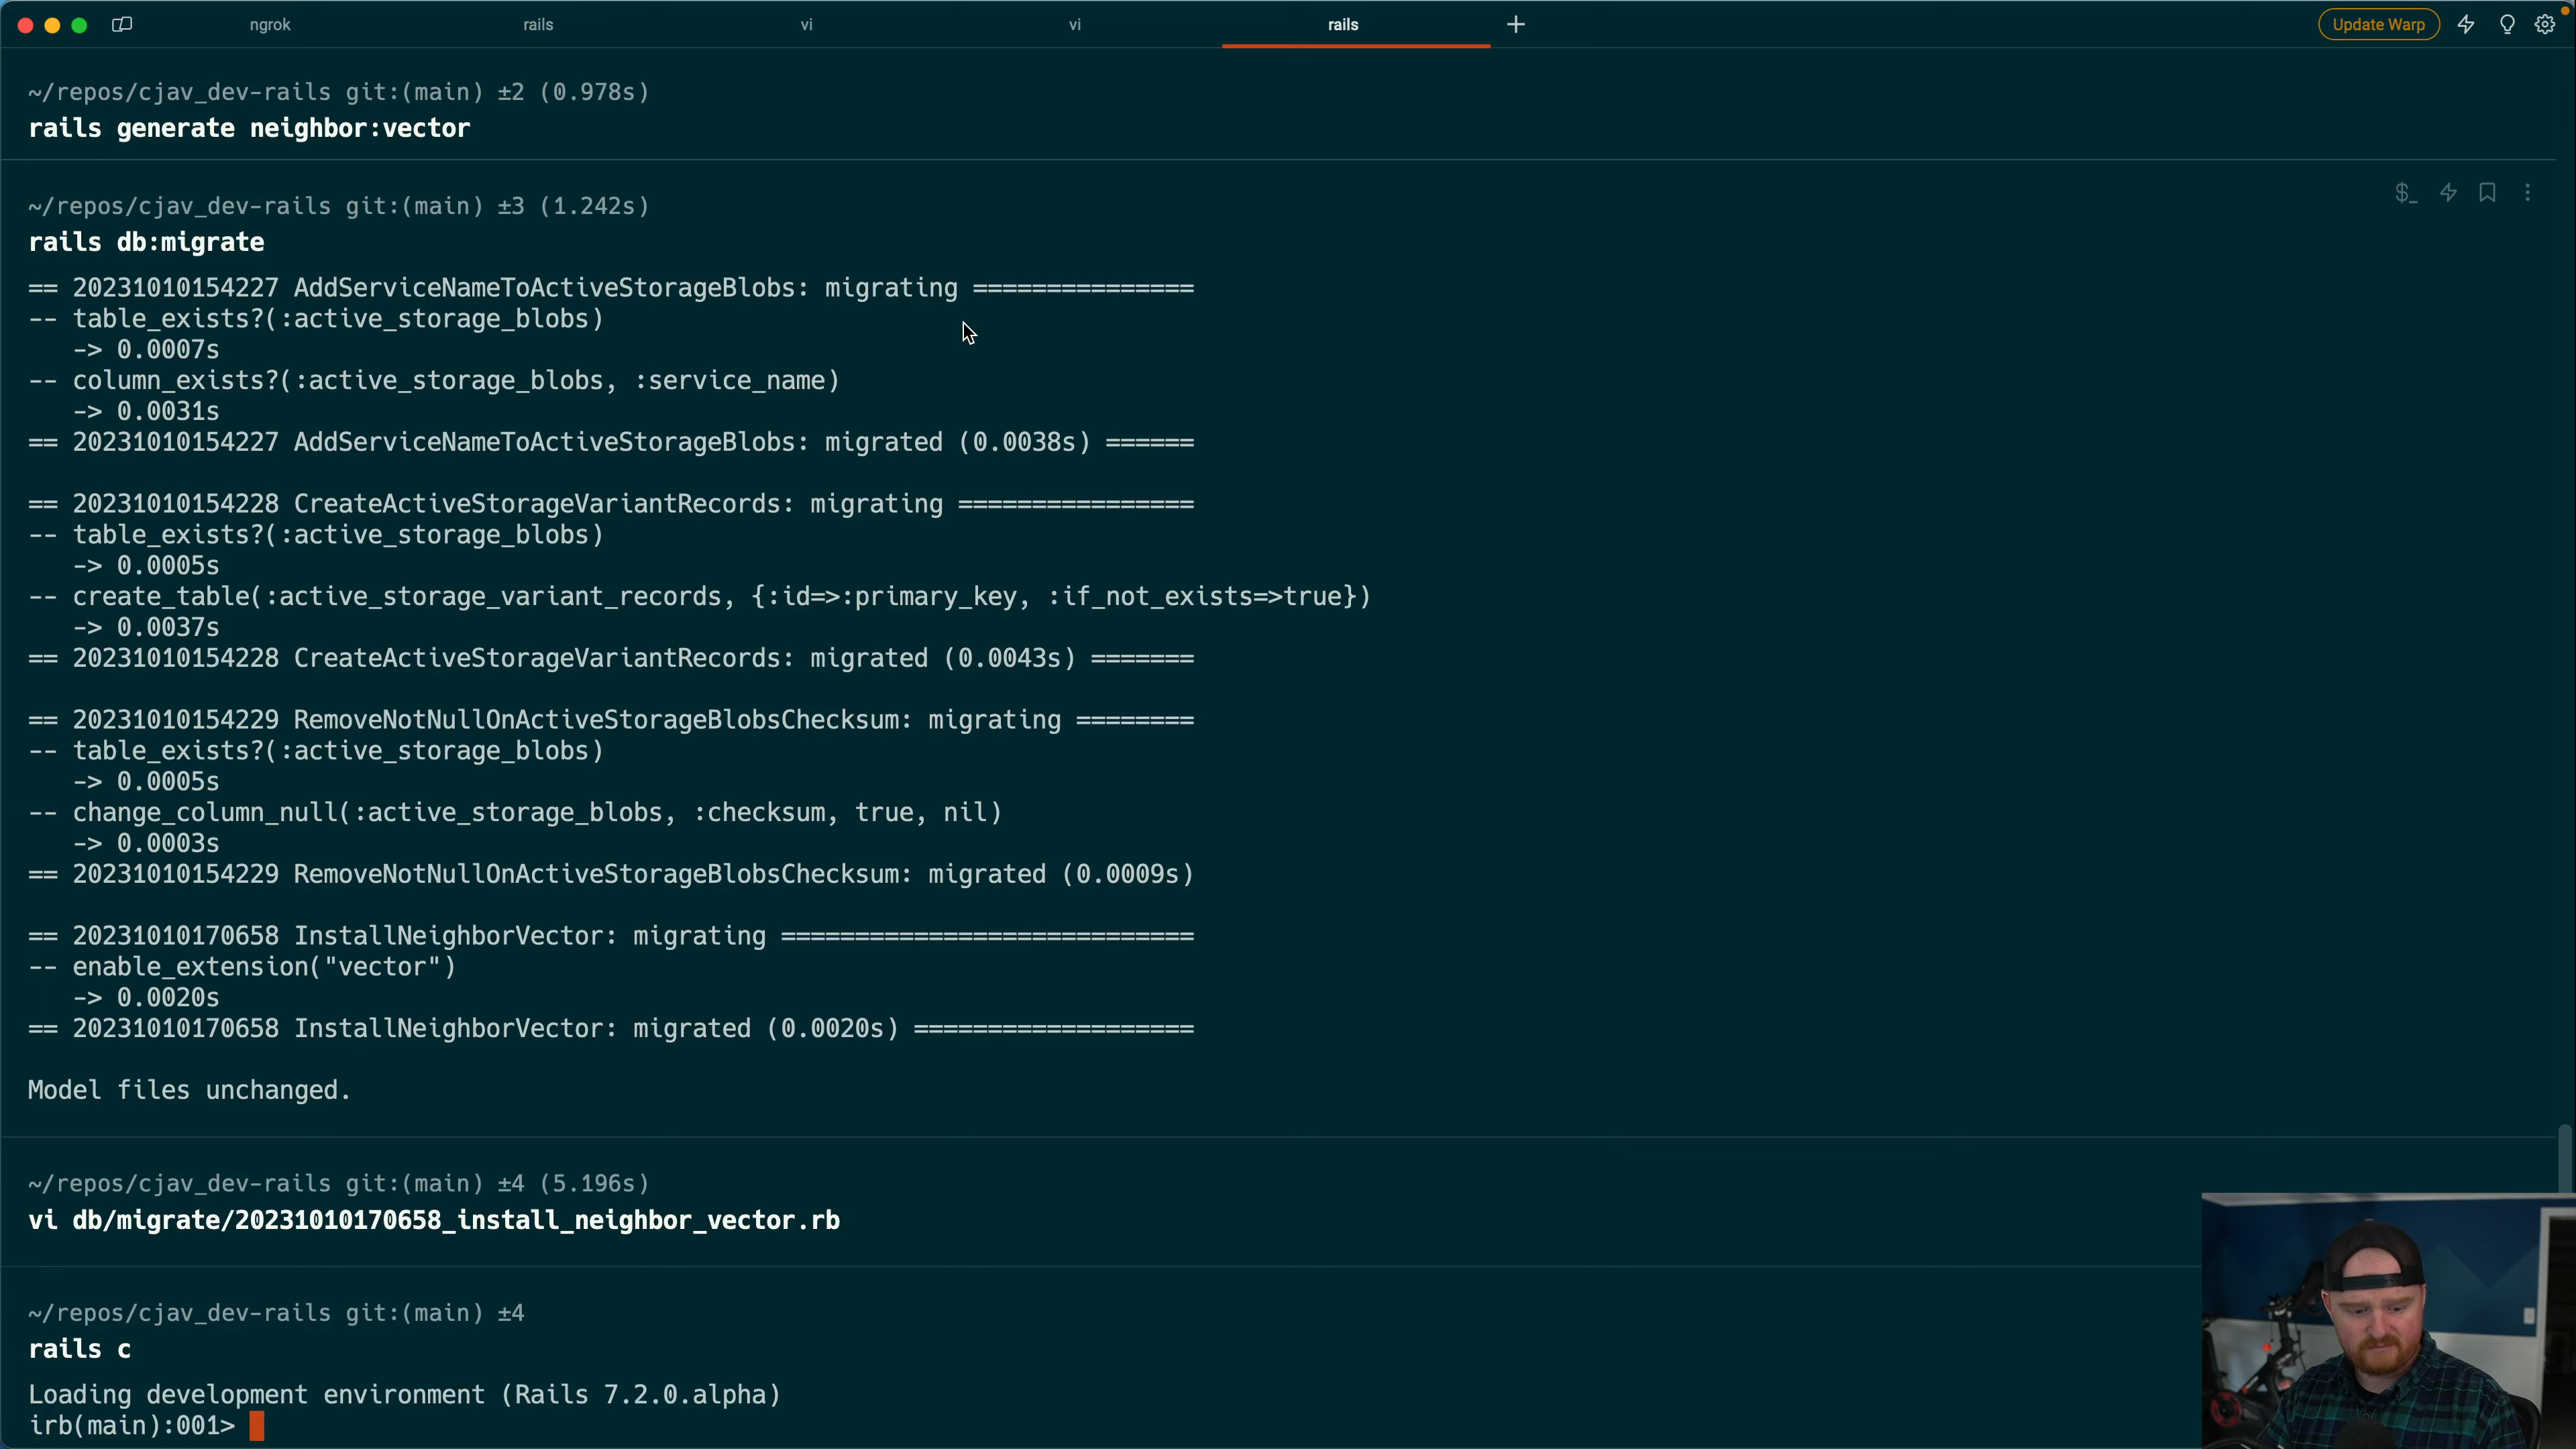 ngrok
rails
vi
vi
rails
Update Warp
~/repos/cjav_dev-rails git:(main) ±2 (0.978s)
rails generate neighbor:vector
~/repos/cjav_dev-rails git:(main) ±3 (1.242s)
rails db:migrate
== 20231010154227 AddServiceNameToActiveStorageBlobs: migrating ===============
-- table_exists?(:active_storage_blobs)
   -> 0.0007s
-- column_exists?(:active_storage_blobs, :service_name)
   -> 0.0031s
== 20231010154227 AddServiceNameToActiveStorageBlobs: migrated (0.0038s) ======
== 20231010154228 CreateActiveStorageVariantRecords: migrating ================
-- table_exists?(:active_storage_blobs)
   -> 0.0005s
-- create_table(:active_storage_variant_records, {:id=>:primary_key, :if_not_exists=>true})
   -> 0.0037s
== 20231010154228 CreateActiveStorageVariantRecords: migrated (0.0043s) =======
== 20231010154229 RemoveNotNullOnActiveStorageBlobsChecksum: migrating ========
-- table_exists?(:active_storage_blobs)
   -> 0.0005s
-- change_column_null(:active_storage_blobs, :checksum, true, nil)
   -> 0.0003s
== 20231010154229 RemoveNotNullOnActiveStorageBlobsChecksum: migrated (0.0009s)
== 20231010170658 InstallNeighborVector: migrating ============================
-- enable_extension("vector")
   -> 0.0020s
== 20231010170658 InstallNeighborVector: migrated (0.0020s) ===================
Model files unchanged.
~/repos/cjav_dev-rails git:(main) ±4 (5.196s)
vi db/migrate/20231010170658_install_neighbor_vector.rb
~/repos/cjav_dev-rails git:(main) ±4
rails c
Loading development environment (Rails 7.2.0.alpha)
irb(main):001>